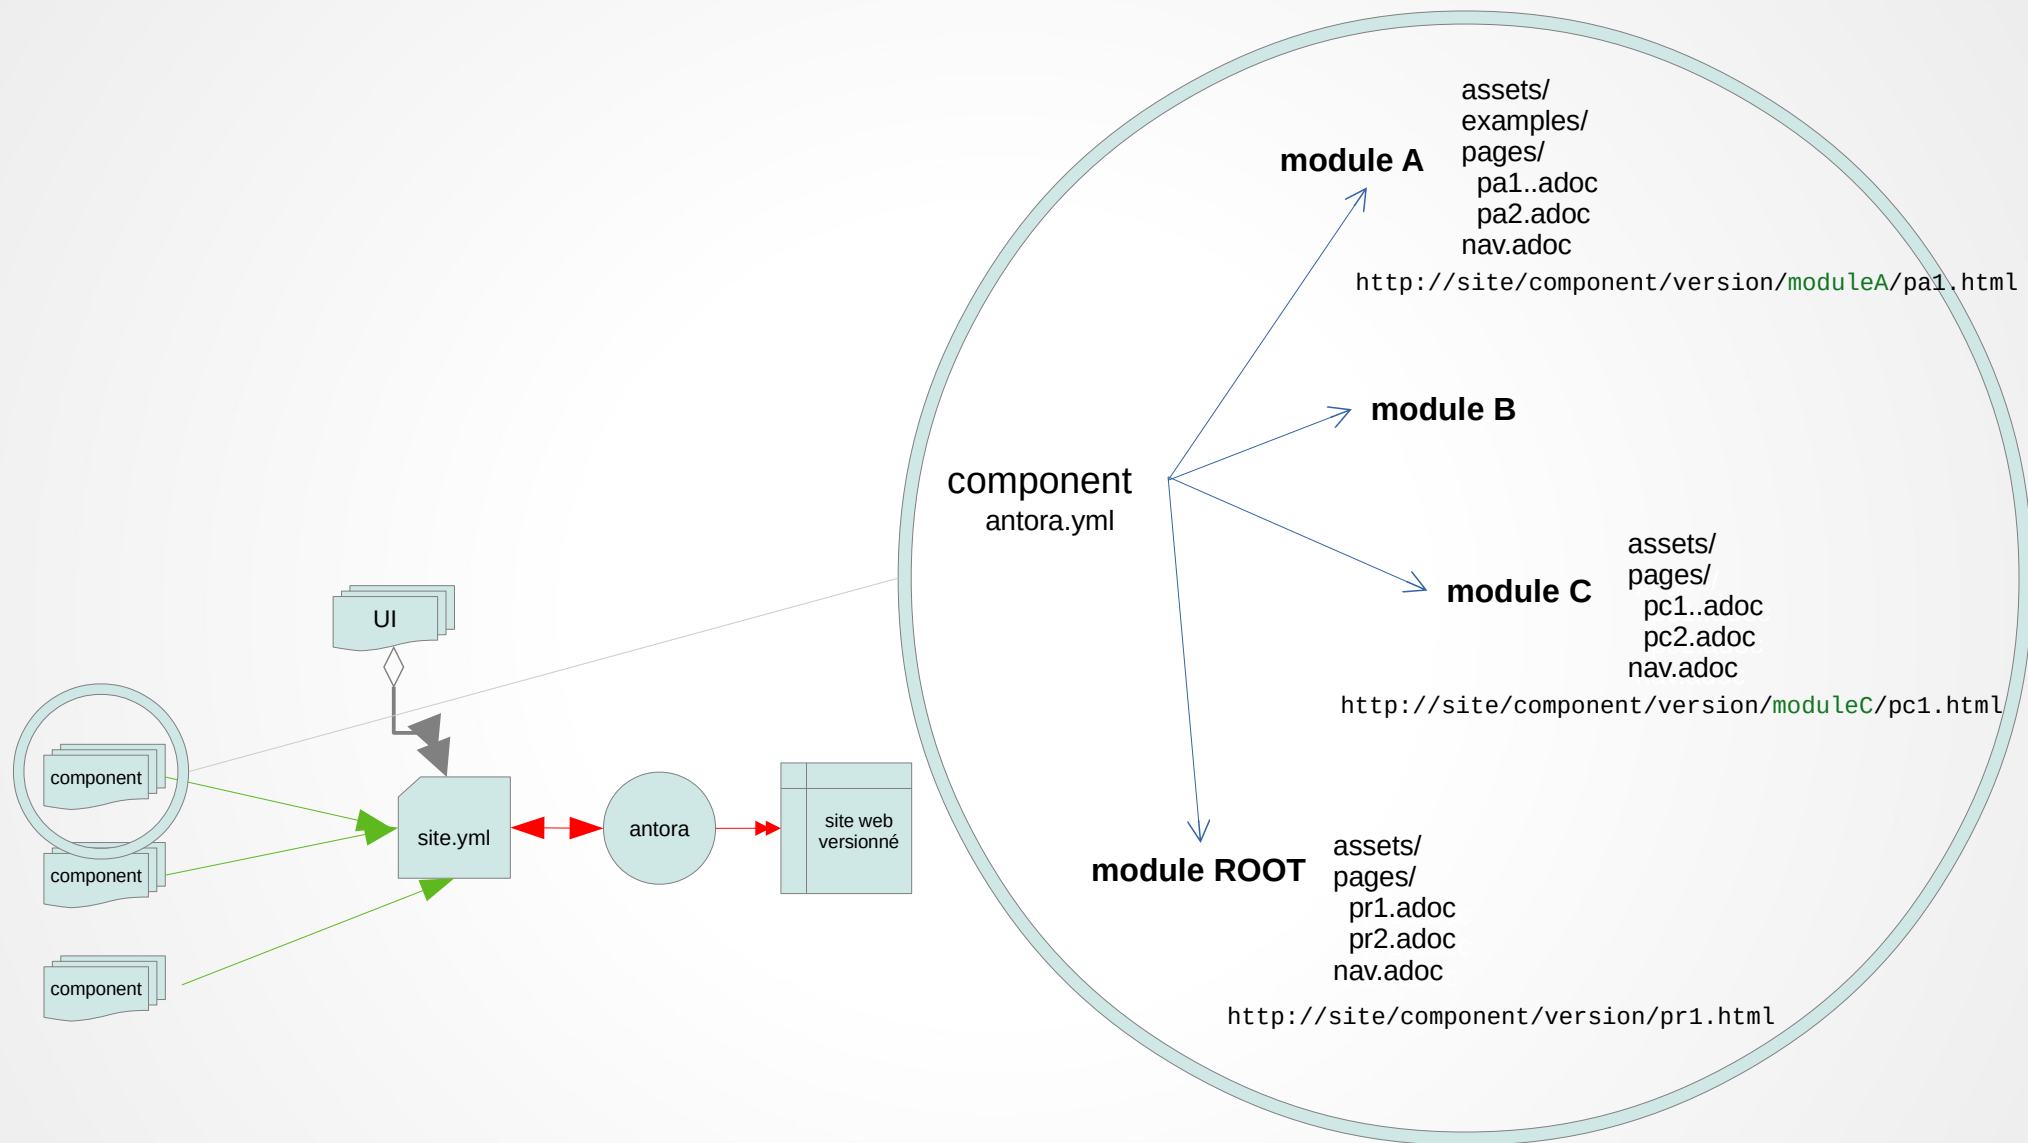 UI
component
component
component
site.yml
antora
site web
versionné
component
antora.yml
module A
assets/
examples/
pages/
pa1..adoc
pa2.adoc
nav.adoc
http://site/component/version/moduleA/pa1.html
module B
module C
assets/
pages/
pc1..adoc
pc2.adoc
nav.adoc
http://site/component/version/moduleC/pc1.html
module ROOT
assets/
pages/
pr1.adoc
pr2.adoc
nav.adoc
http://site/component/version/pr1.html